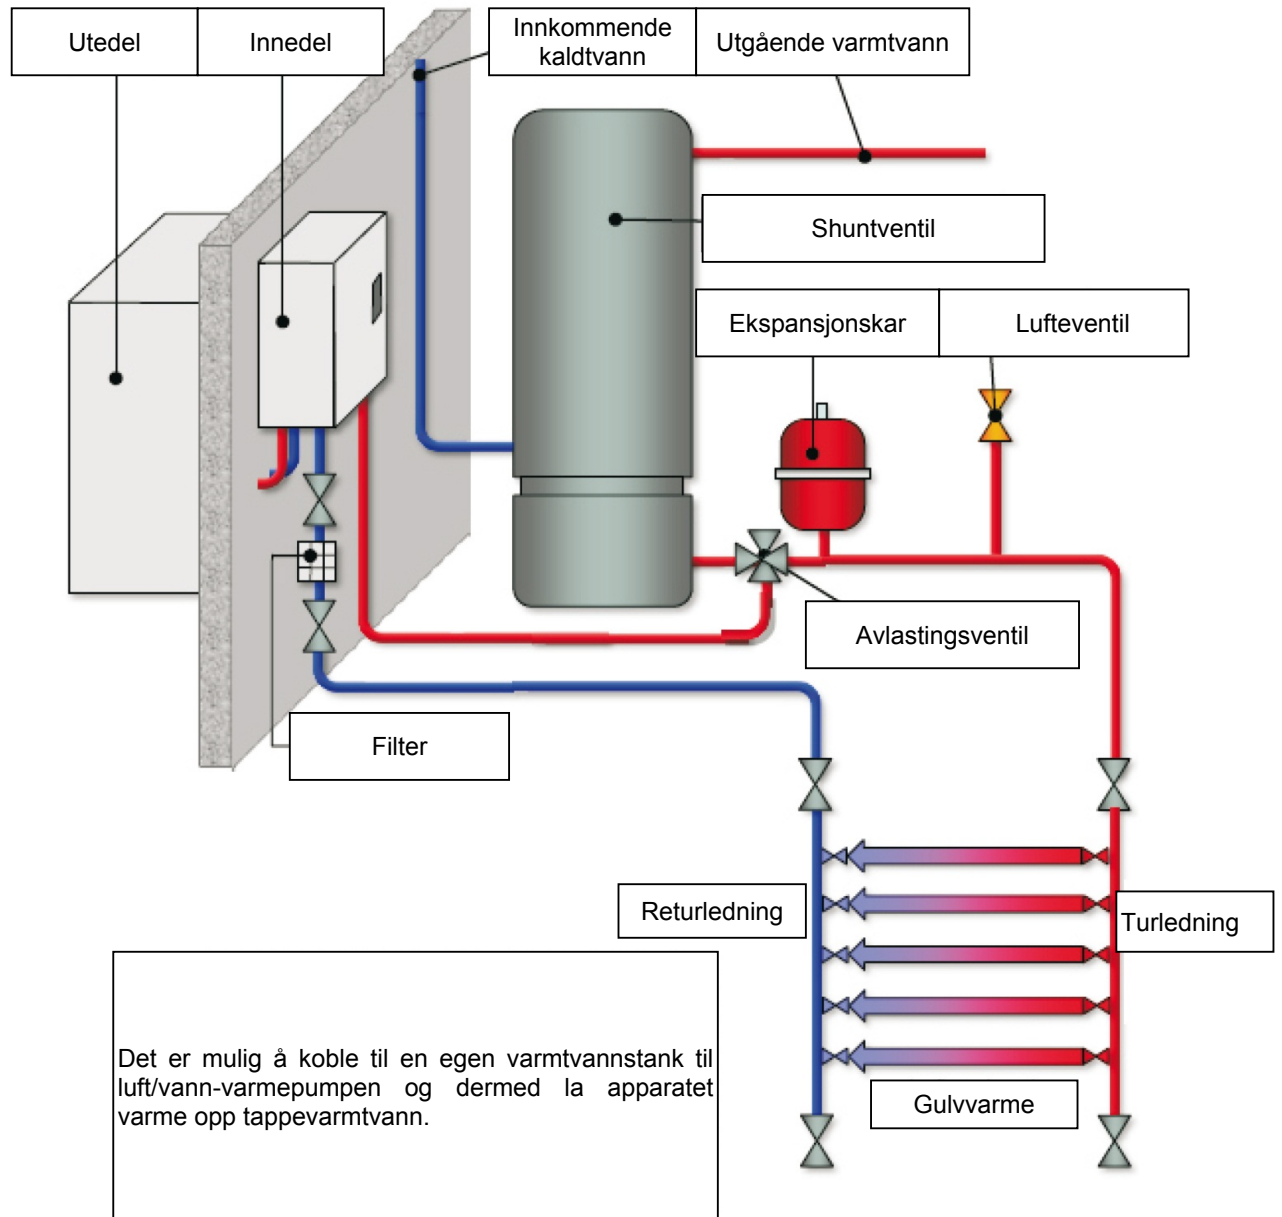 Utedel
Innedel
Innkommende
kaldtvann
Utgående varmtvann
Shuntventil
Ekspansjonskar
Lufteventil
Avlastingsventil
Filter
Returledning
Turledning
Gulvvarme
Det er mulig å koble til en egen varmtvannstank til
luft/vann-varmepumpen og dermed la apparatet
varme opp tappevarmtvann.